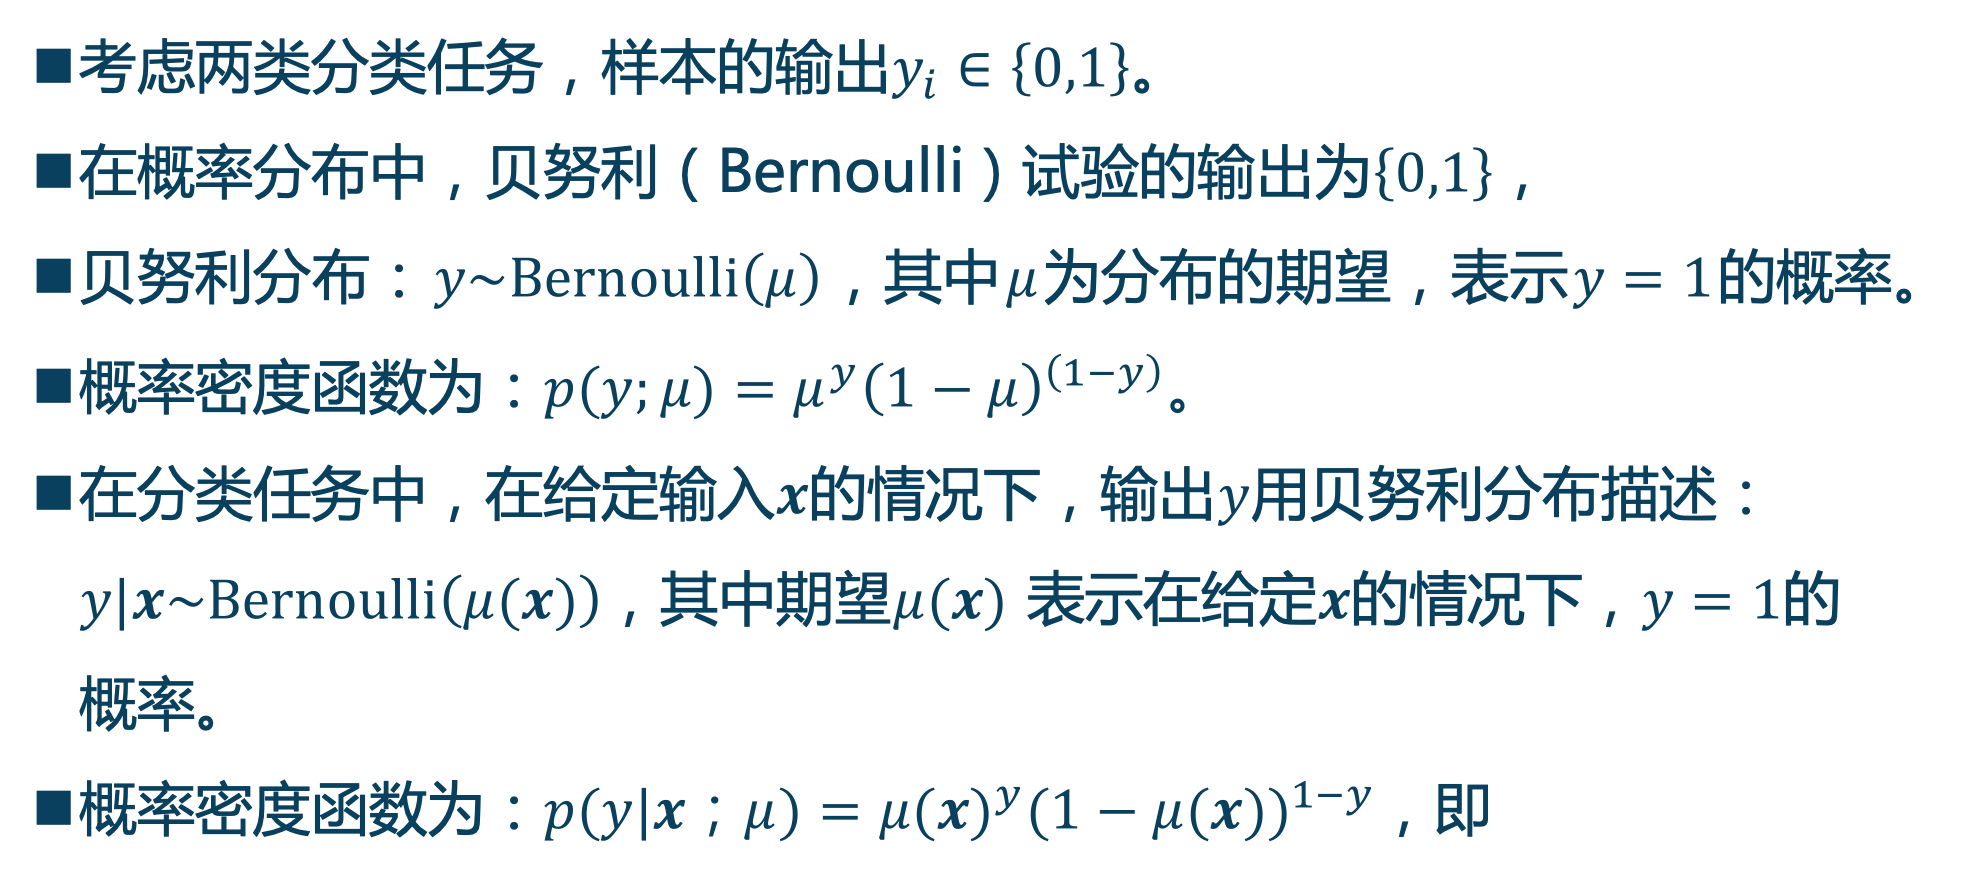 ■考虑两类分类任务，样本的输出yᵢ ∈ {0,1}。
■在概率分布中，贝努利（Bernoulli）试验的输出为{0,1}，
■贝努利分布：y~Bernoulli(μ)，其中μ为分布的期望，表示y = 1的概率。
■概率密度函数为：p(y; μ) = μ^y(1 − μ)^(1−y)。
■在分类任务中，在给定输入x的情况下，输出y用贝努利分布描述：
y|x~Bernoulli(μ(x))，其中期望μ(x) 表示在给定x的情况下，y = 1的
概率。
■概率密度函数为：p(y|x；μ) = μ(x)^y(1 − μ(x))^1−y，即